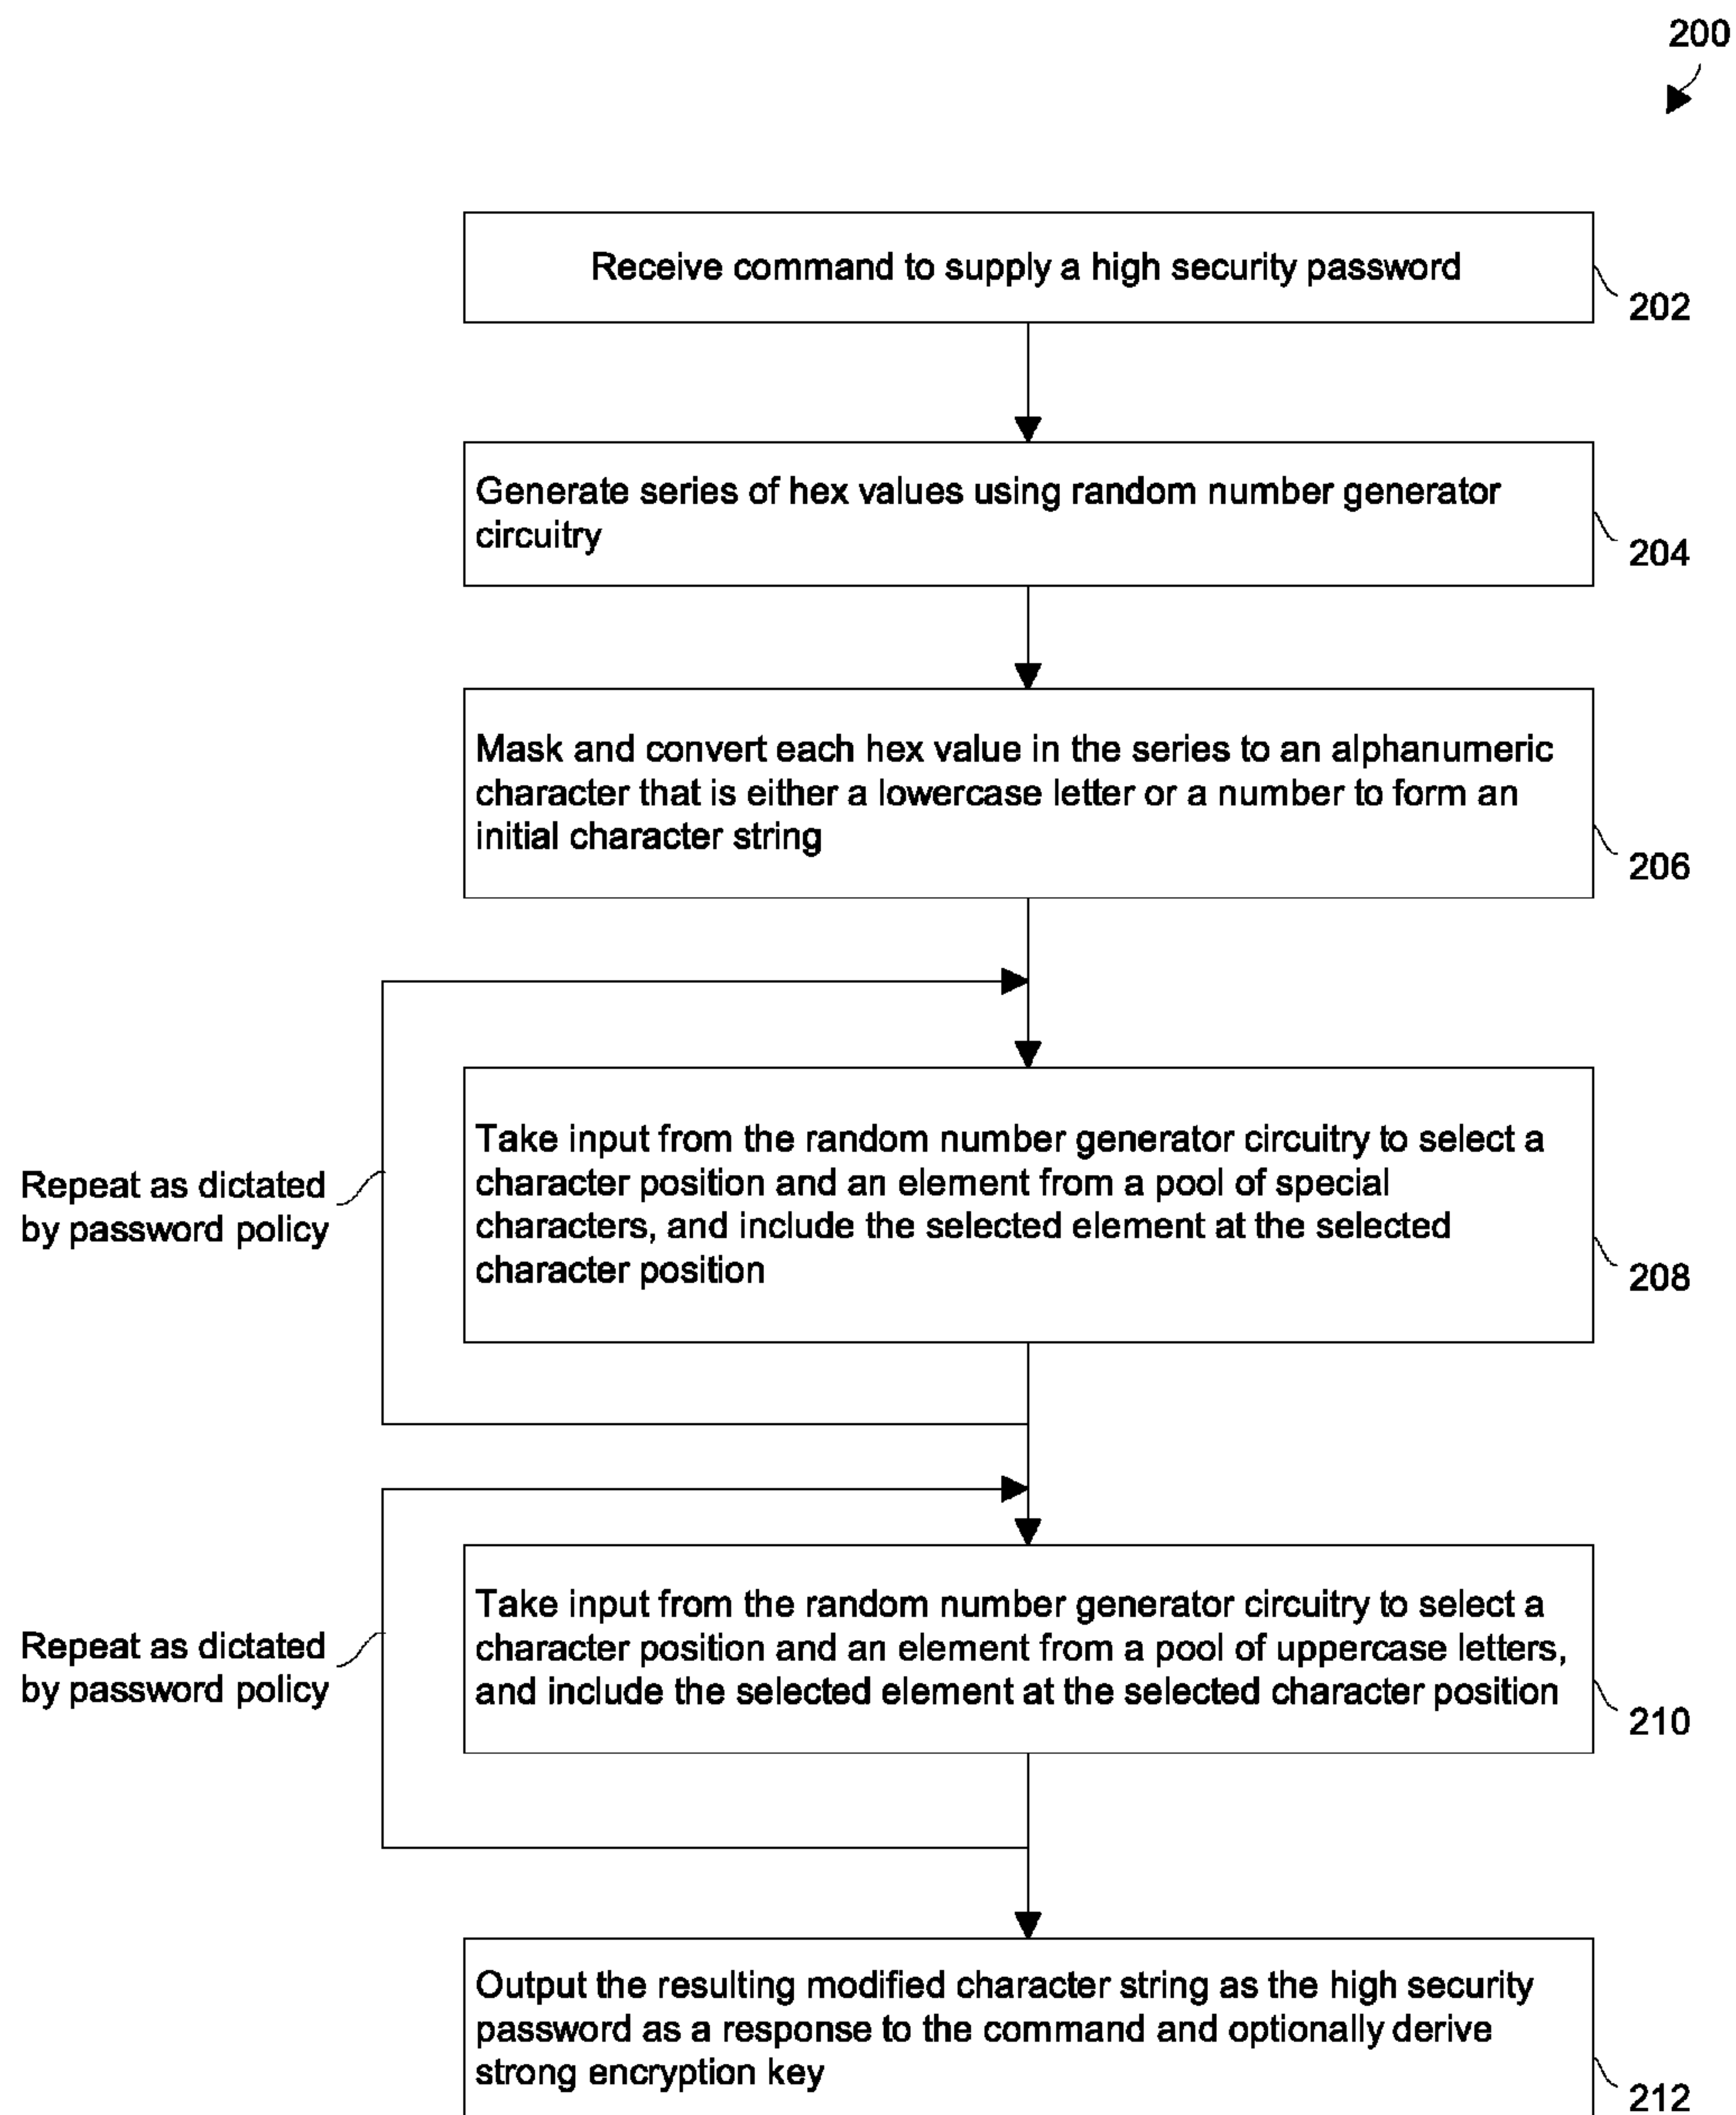 200
Receive command to supply a high security password
202
Generate series of hex values using random number generator
circuitry
204
Mask and convert each hex value in the series to an alphanumeric
character that is either a lowercase letter or a number to form an
initial character string
206
Take input from the random number generator circuitry to select a
character position and an element from a pool of special
characters, and include the selected element at the selected
character position
208
Repeat as dictated
by password policy
Take input from the random number generator circuitry to select a
character position and an element from a pool of uppercase letters,
and include the selected element at the selected character position
210
Repeat as dictated
by password policy
Output the resulting modified character string as the high security
password as a response to the command and optionally derive
strong encryption key
212